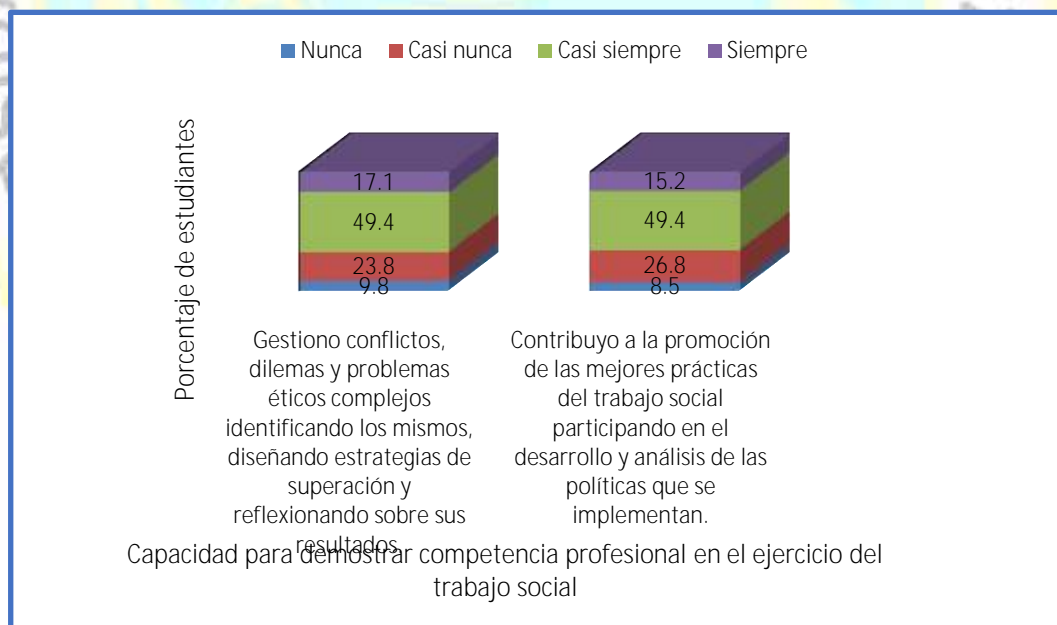 Nunca Casi nunca Casi siempre Siempre
Porcentaje de estudiantes
17.1
49.4
23.8
9.8
15.2
49.4
26.8
8.5
Gestiono conflictos,
dilemas y problemas
éticos complejos
identificando los mismos,
diseñando estrategias de
superación y
reflexionando sobre sus
resultados.
Contribuyo a la promoción
de las mejores prácticas
del trabajo social
participando en el
desarrollo y análisis de las
políticas que se
implementan.
Capacidad para demostrar competencia profesional en el ejercicio del
trabajo social